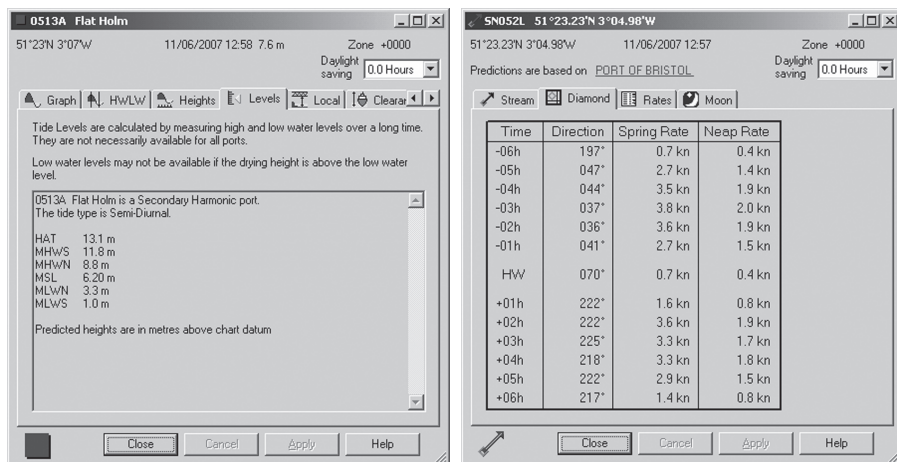 0513A Flat Holm
51°23'N 3°07'W 11/06/2007 12:58 7.6 m Zone +0000
Daylight saving 0.0 Hours
Graph HWLW Heights Levels Local Clearar
Tide Levels are calculated by measuring high and low water levels over a long time.
They are not necessarily available for all ports.
Low water levels may not be available if the drying height is above the low water
level.
0513A Flat Holm is a Secondary Harmonic port.
The tide type is Semi-Diurnal.
HAT 13.1 m
MHWS 11.8 m
MHWN 8.8 m
MSL 6.20 m
MLWN 3.3 m
MLWS 1.0 m
Predicted heights are in metres above chart datum
Close Cancel Apply Help
SN052L 51°23.23'N 3°04.98'W
51°23.23'N 3°04.98'W 11/06/2007 12:57 Zone +0000
Daylight saving 0.0 Hours
Predictions are based on PORT OF BRISTOL
Stream Diamond Rates Moon
Time Direction Spring Rate Neap Rate
-06h 197° 0.7 kn 0.4 kn
-05h 047° 2.7 kn 1.4 kn
-04h 044° 3.5 kn 1.9 kn
-03h 037° 3.8 kn 2.0 kn
-02h 036° 3.6 kn 1.9 kn
-01h 041° 2.7 kn 1.5 kn
HW 070° 0.7 kn 0.4 kn
+01h 222° 1.6 kn 0.8 kn
+02h 222° 3.6 kn 1.9 kn
+03h 225° 3.3 kn 1.7 kn
+04h 218° 3.3 kn 1.8 kn
+05h 222° 2.9 kn 1.5 kn
+06h 217° 1.4 kn 0.8 kn
Close Cancel Apply Help